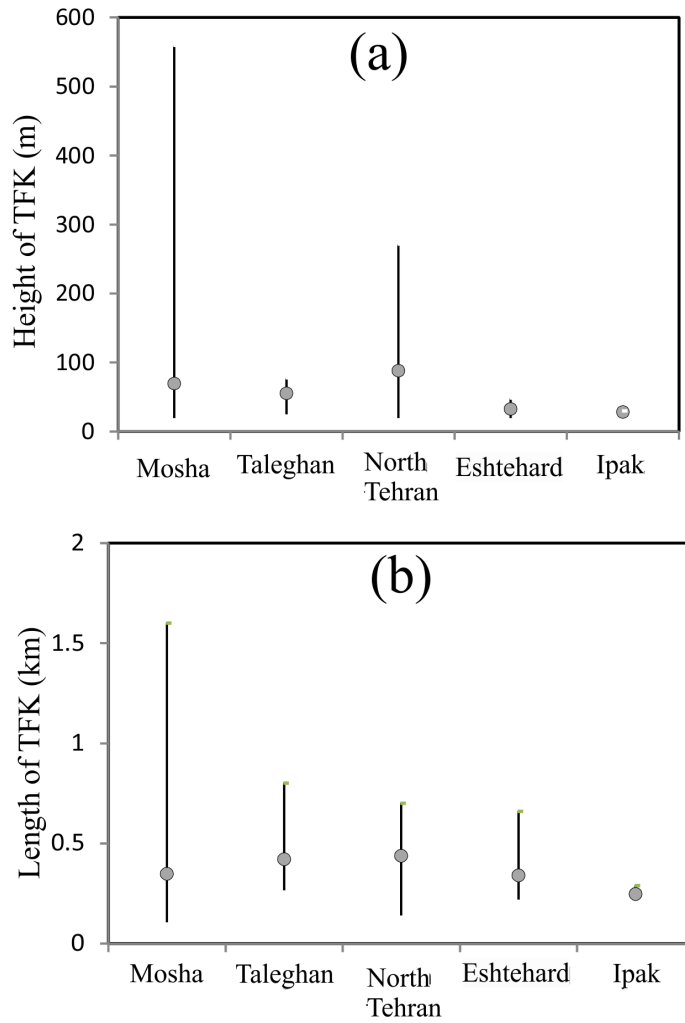 (a)
Height of TFK (m)
600
500
400
300
200
100
0
Mosha
Taleghan
North
Tehran
Eshtehard
Ipak
(b)
Length of TFK (km)
2
1.5
1
0.5
0
Mosha
Taleghan
North
Tehran
Eshtehard
Ipak